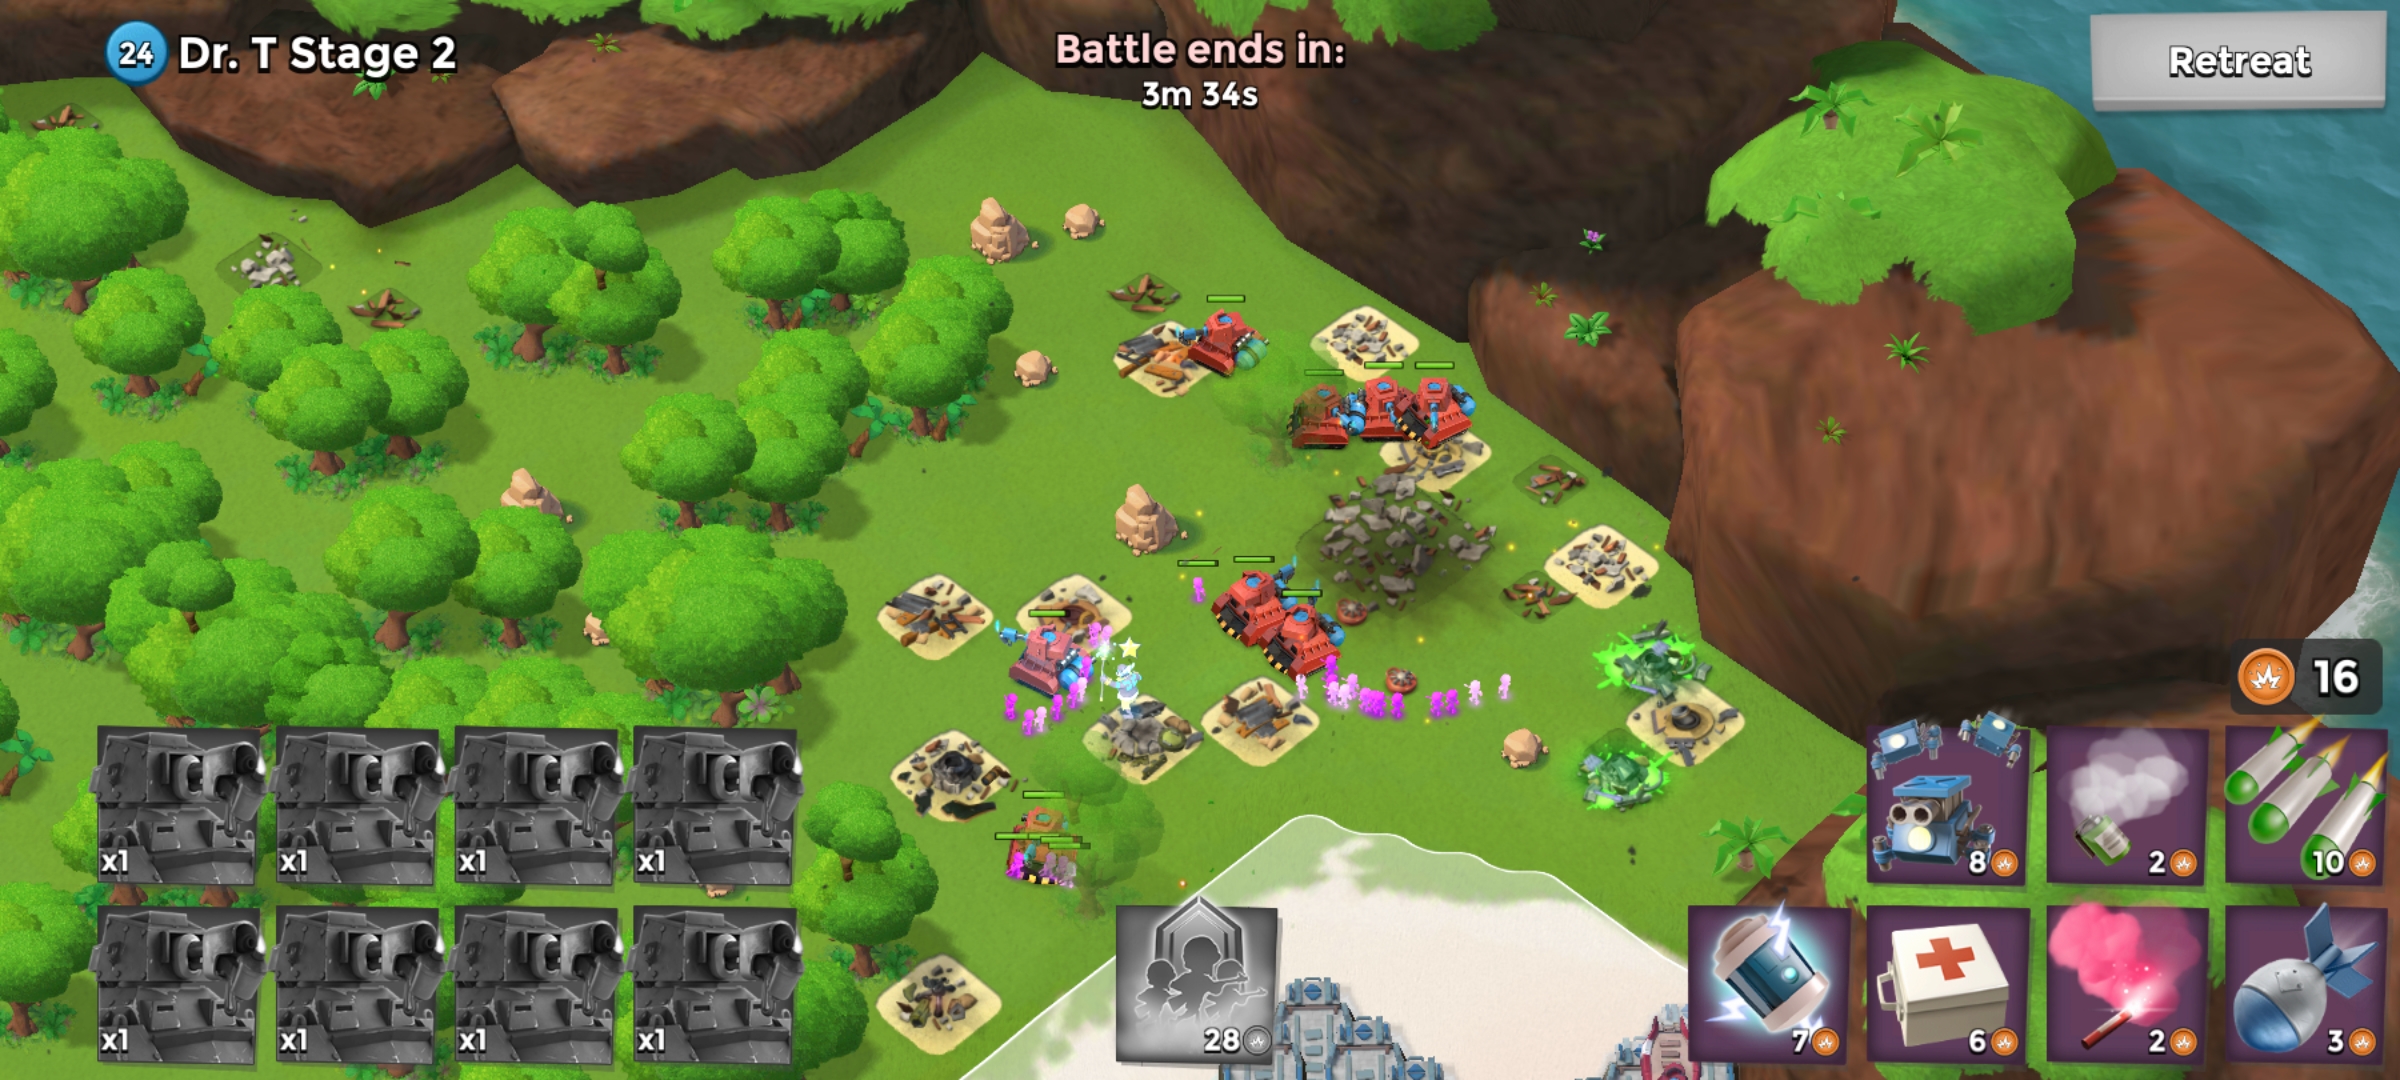 24 Dr. T Stage 2
Battle ends in:
3m 34s
Retreat
16
8
2
10
x1
x1
x1
x1
x1
x1
x1
x1
28
7
6
2
3